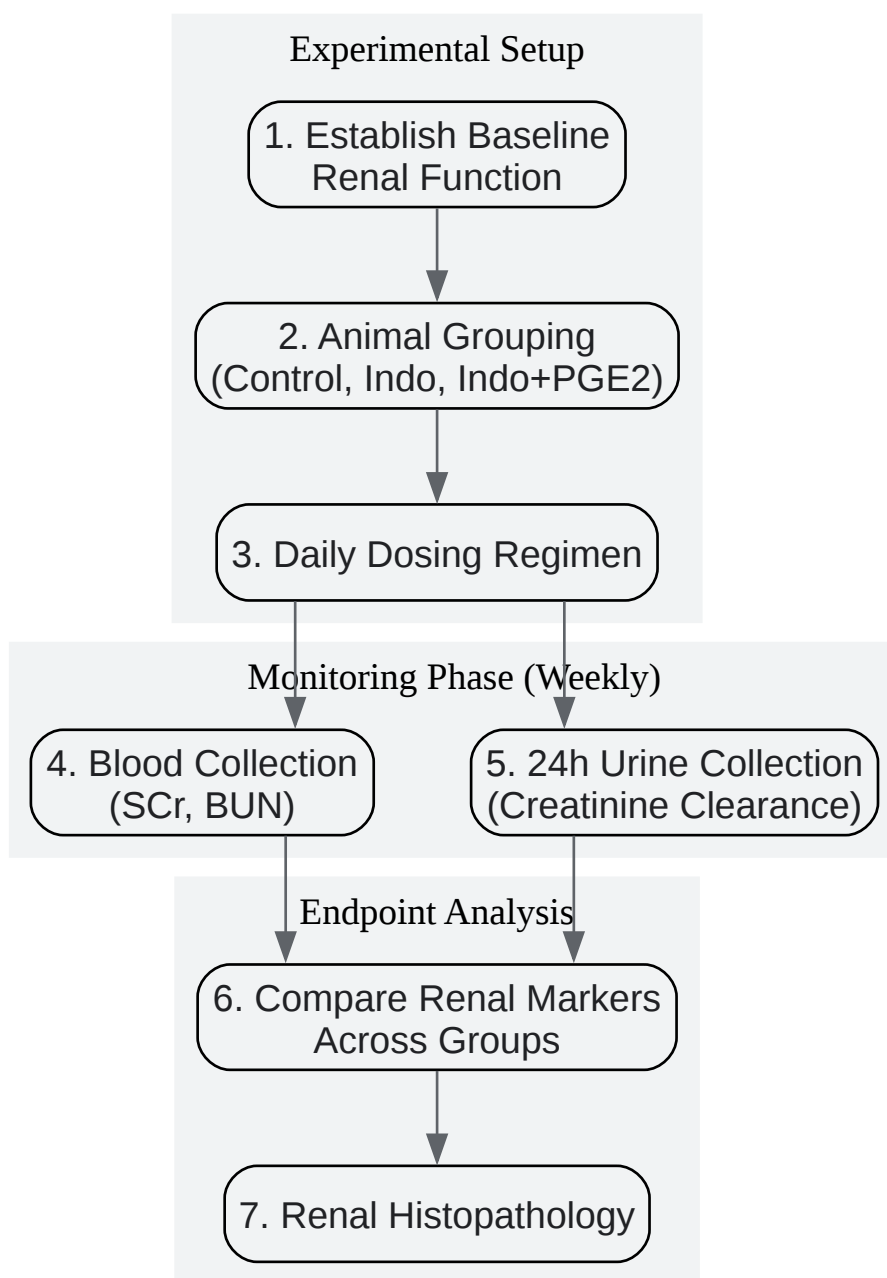 Experimental Setup
1. Establish Baseline
Renal Function
2. Animal Grouping
(Control, Indo, Indo+PGE2)
3. Daily Dosing Regimen
Monitoring Phase (Weekly)
4. Blood Collection
(SCr, BUN)
5. 24h Urine Collection
(Creatinine Clearance)
Endpoint Analysis
6. Compare Renal Markers
Across Groups
7. Renal Histopathology